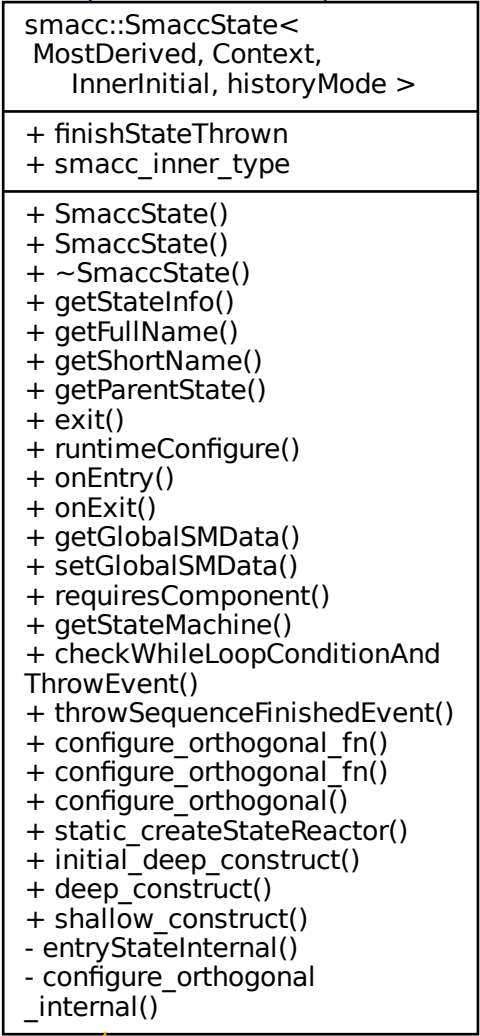 smacc::SmaccState<
MostDerived, Context,
InnerInitial, historyMode >
+ finishStateThrown
+ smacc_inner_type
+ SmaccState()
+ SmaccState()
+ ~SmaccState()
+ getStateInfo()
+ getFullName()
+ getShortName()
+ getParentState()
+ exit()
+ runtimeConfigure()
+ onEntry()
+ onExit()
+ getGlobalSMData()
+ setGlobalSMData()
+ requiresComponent()
+ getStateMachine()
+ checkWhileLoopConditionAnd
ThrowEvent()
+ throwSequenceFinishedEvent()
+ configure_orthogonal_fn()
+ configure_orthogonal_fn()
+ configure_orthogonal()
+ static_createStateReactor()
+ initial_deep_construct()
+ deep_construct()
+ shallow_construct()
- entryStateInternal()
- configure_orthogonal
_internal()